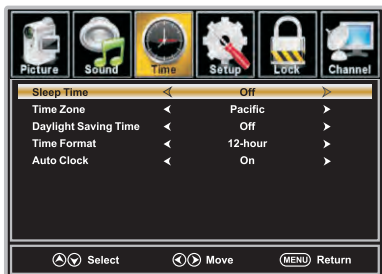 Picture Sound Time Setup Lock Channel
Sleep Time Off
Time Zone Pacific
Daylight Saving Time Off
Time Format 12-hour
Auto Clock On
Select Move MENU Return